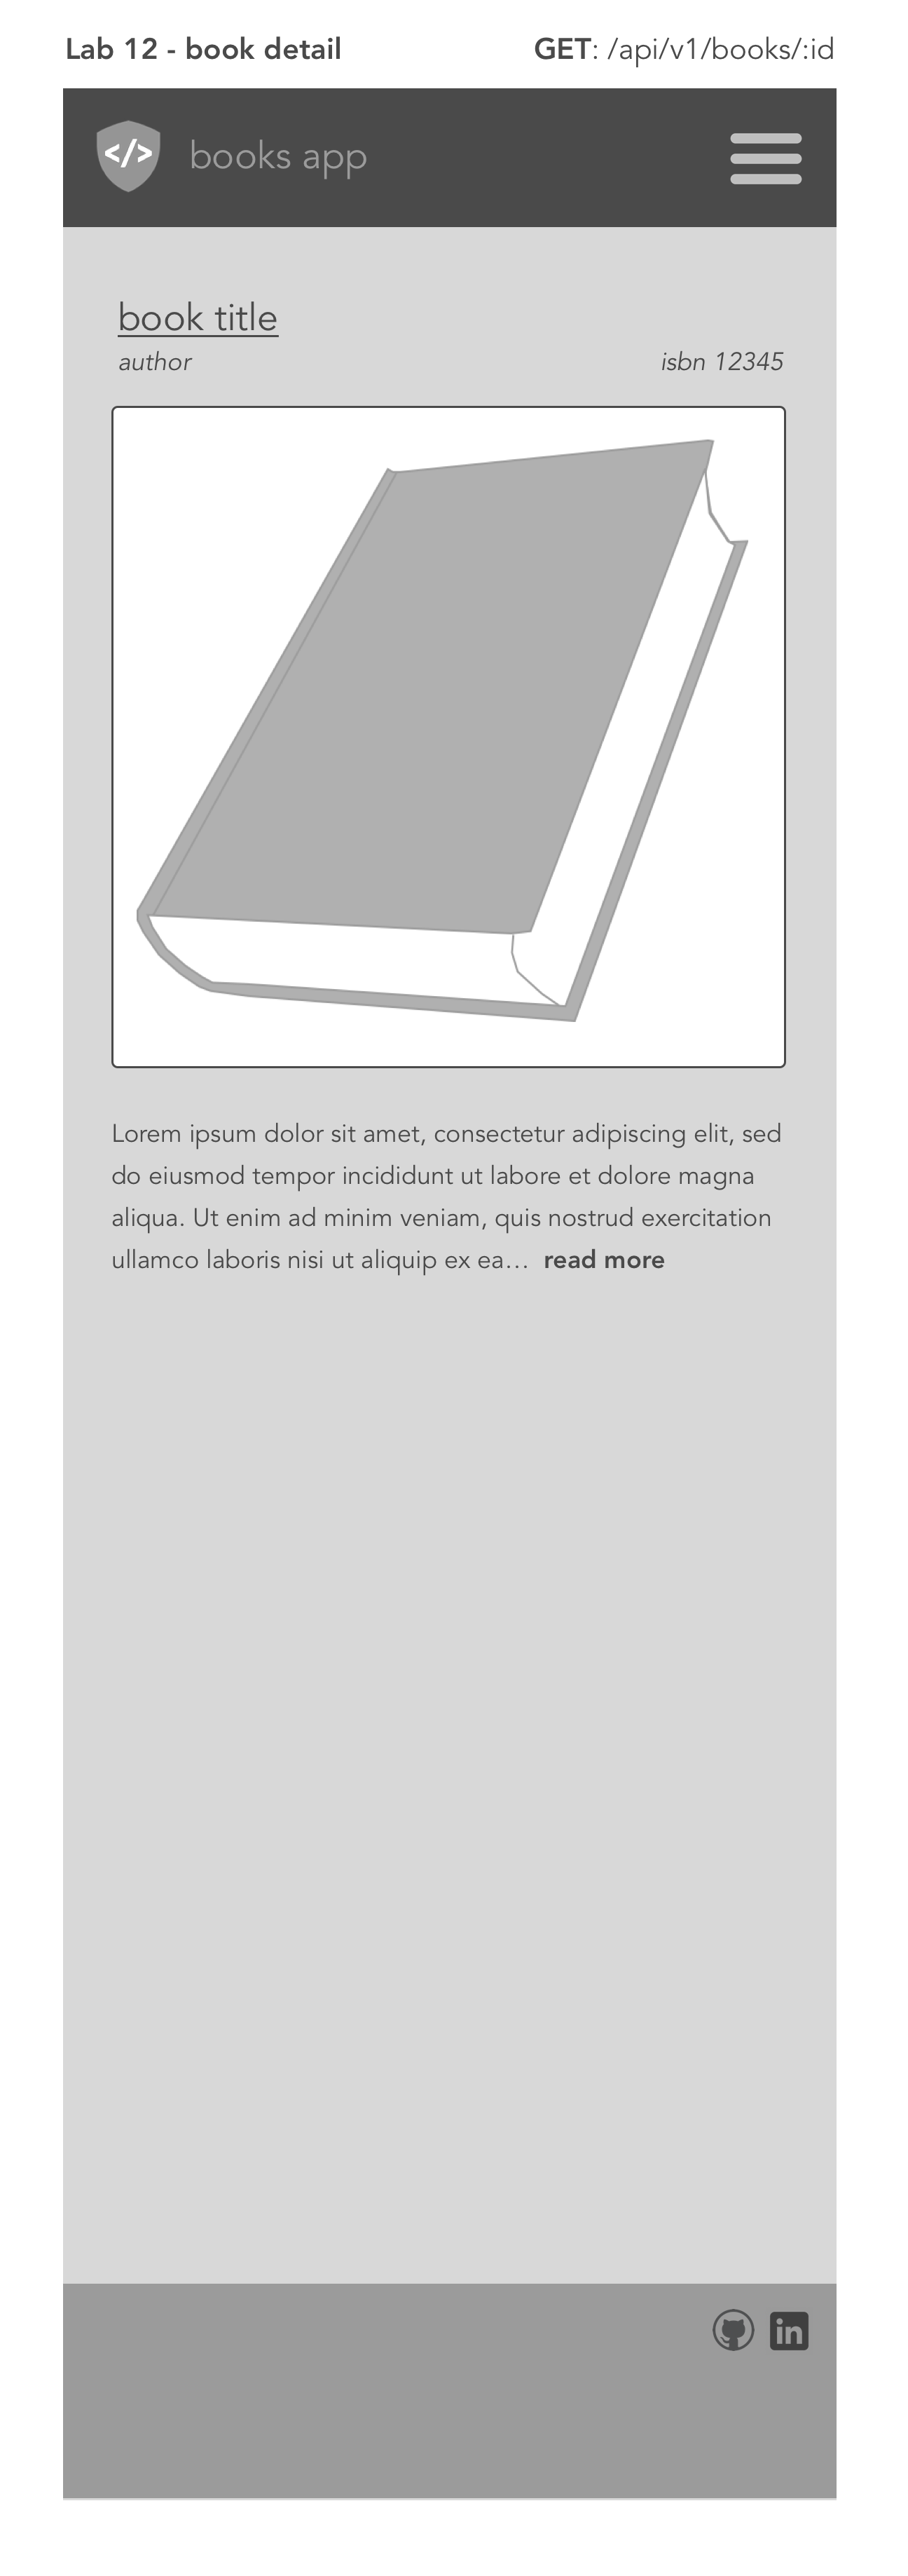 Lab 12 - book detail GET: /api/v1/books/:id
</> books app
book title
author isbn 12345
Lorem ipsum dolor sit amet, consectetur adipiscing elit, sed
do eiusmod tempor incididunt ut labore et dolore magna
aliqua. Ut enim ad minim veniam, quis nostrud exercitation
ullamco laboris nisi ut aliquip ex ea… read more
in